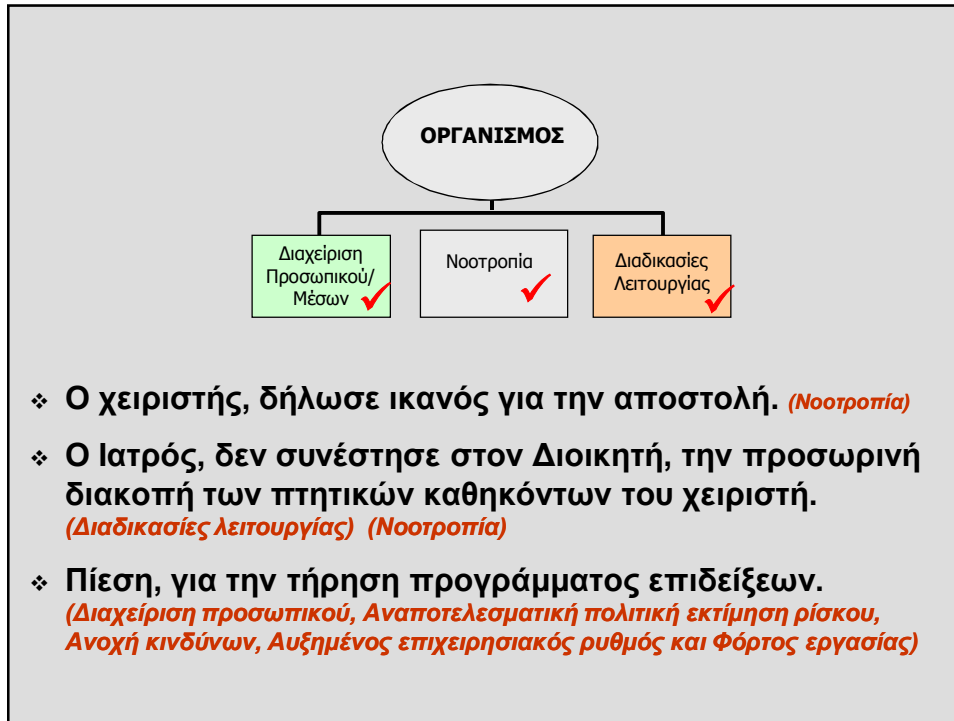 ΟΡΓΑΝΙΣΜΟΣ
Διαχείριση
Προσωπικού/
Μέσων
Νοοτροπία
Διαδικασίες
Λειτουργίας
❖ Ο χειριστής, δήλωσε ικανός για την αποστολή. (Νοοτροπία)
❖ Ο Ιατρός, δεν συνέστησε στον Διοικητή, την προσωρινή
διακοπή των πτητικών καθηκόντων του χειριστή.
(Διαδικασίες λειτουργίας) (Νοοτροπία)
❖ Πίεση, για την τήρηση προγράμματος επιδείξεων.
(Διαχείριση προσωπικού, Αναποτελεσματική πολιτική εκτίμηση ρίσκου,
Ανοχή κινδύνων, Αυξημένος επιχειρησιακός ρυθμός και Φόρτος εργασίας)